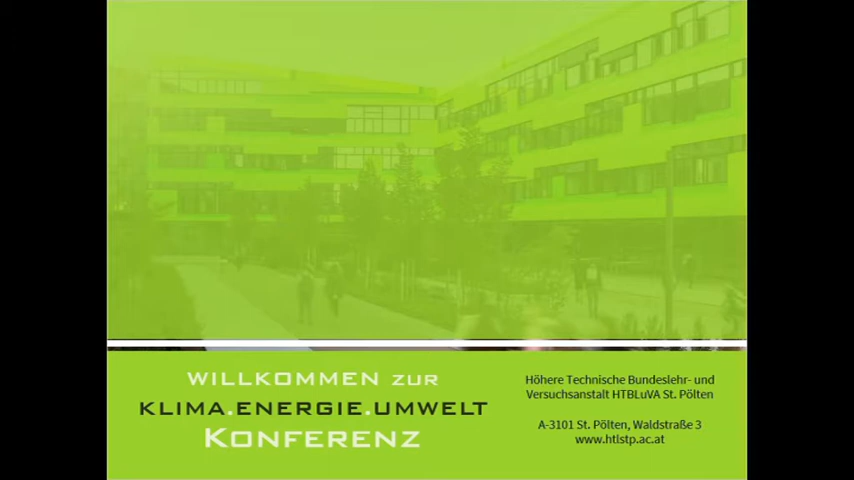 WILLKOMMEN ZUR
KLIMA.ENERGIE.UMWELT
KONFERENZ
Höhere Technische Bundeslehr- und
Versuchsanstalt HTBLuVA St. Pölten
A-3101 St. Pölten, Waldstraße 3
www.htlstp.ac.at